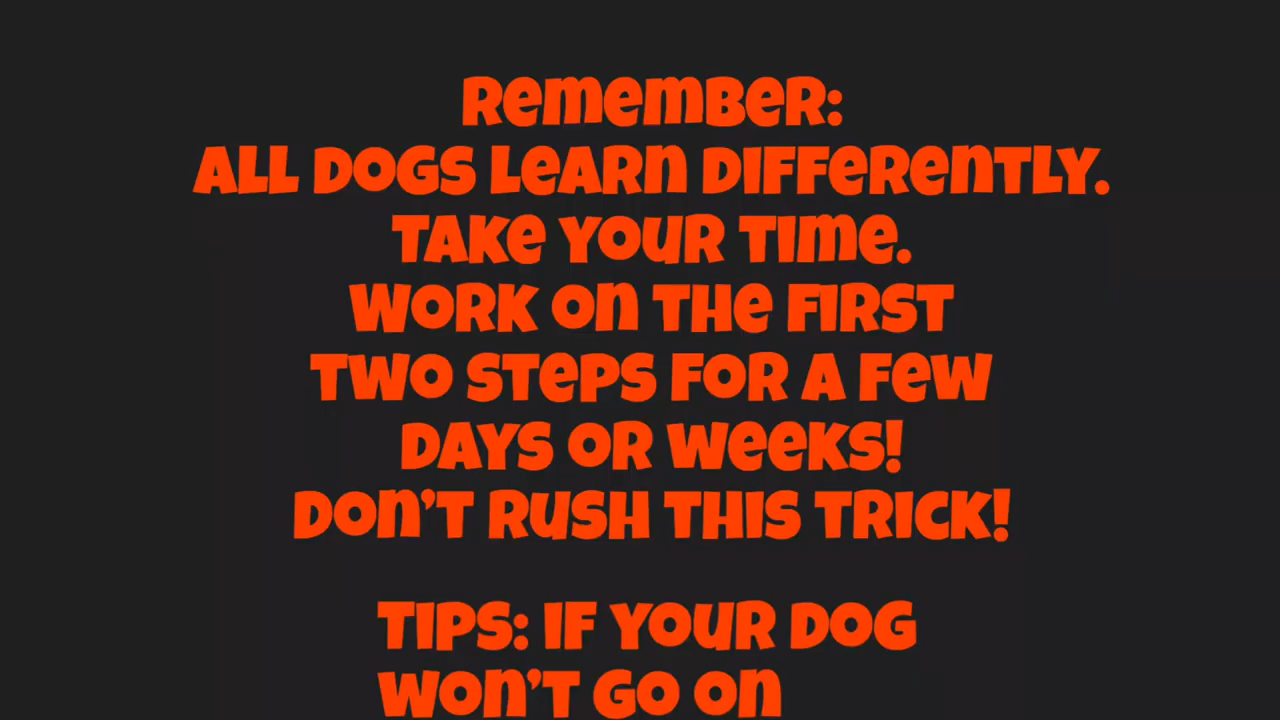 Remember:
All dogs learn differently.
Take your time.
Work on the first
two steps for a few
days or weeks!
Don’t rush this trick!
Tips: If your dog
won’t go on